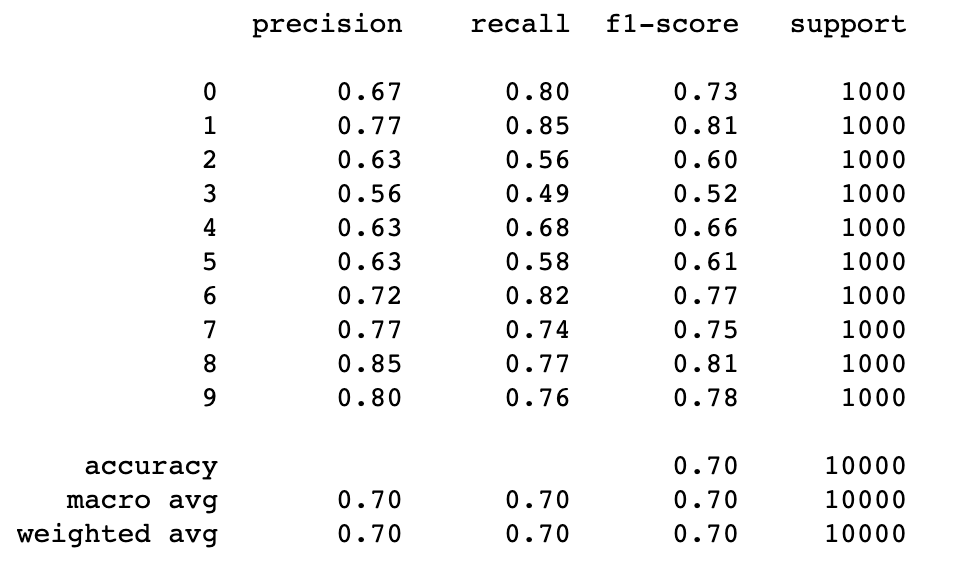 precision recall f1-score support
0 0.67 0.80 0.73 1000
1 0.77 0.85 0.81 1000
2 0.63 0.56 0.60 1000
3 0.56 0.49 0.52 1000
4 0.63 0.68 0.66 1000
5 0.63 0.58 0.61 1000
6 0.72 0.82 0.77 1000
7 0.77 0.74 0.75 1000
8 0.85 0.77 0.81 1000
9 0.80 0.76 0.78 1000
accuracy 0.70 10000
macro avg 0.70 0.70 0.70 10000
weighted avg 0.70 0.70 0.70 10000